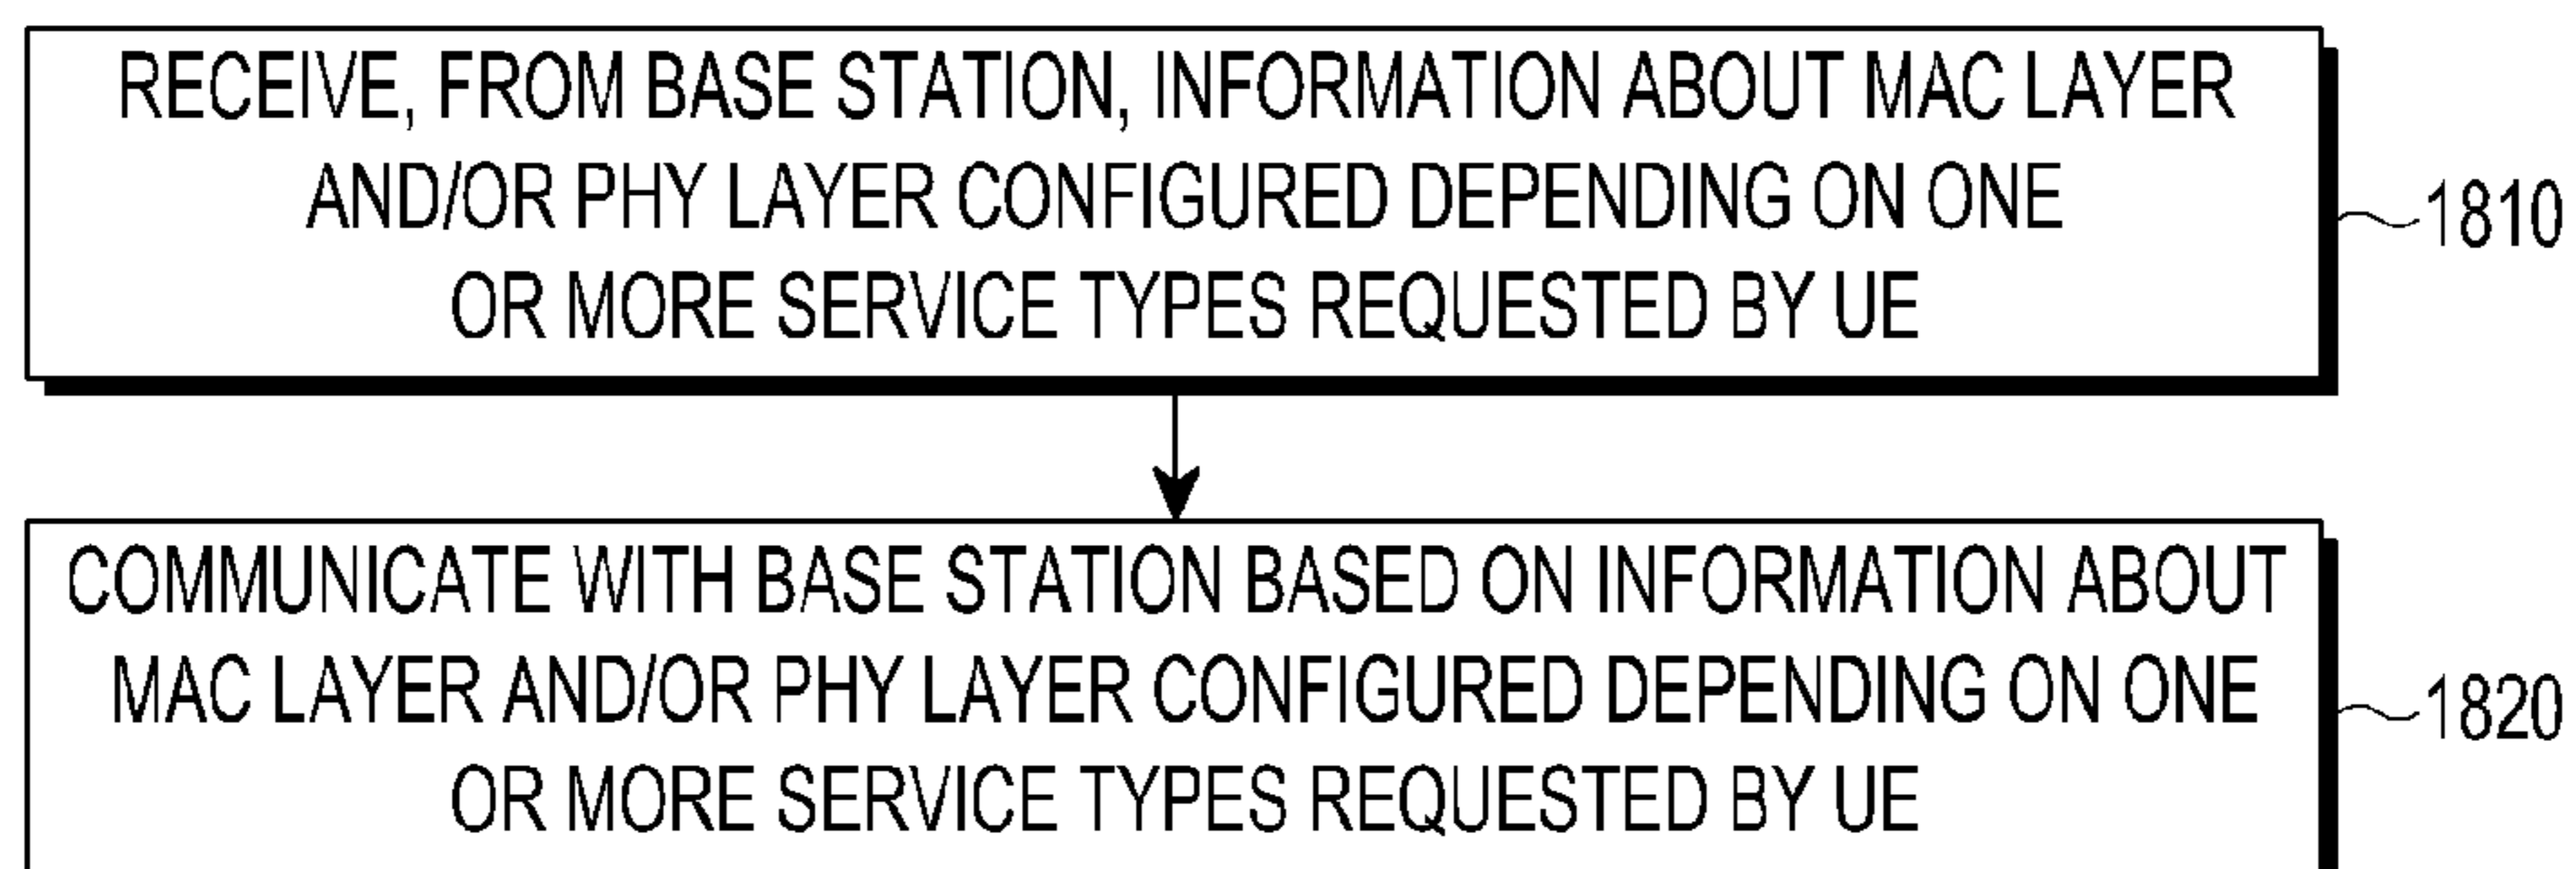 RECEIVE, FROM BASE STATION, INFORMATION ABOUT MAC LAYER
AND/OR PHY LAYER CONFIGURED DEPENDING ON ONE
OR MORE SERVICE TYPES REQUESTED BY UE
1810
COMMUNICATE WITH BASE STATION BASED ON INFORMATION ABOUT
MAC LAYER AND/OR PHY LAYER CONFIGURED DEPENDING ON ONE
OR MORE SERVICE TYPES REQUESTED BY UE
1820